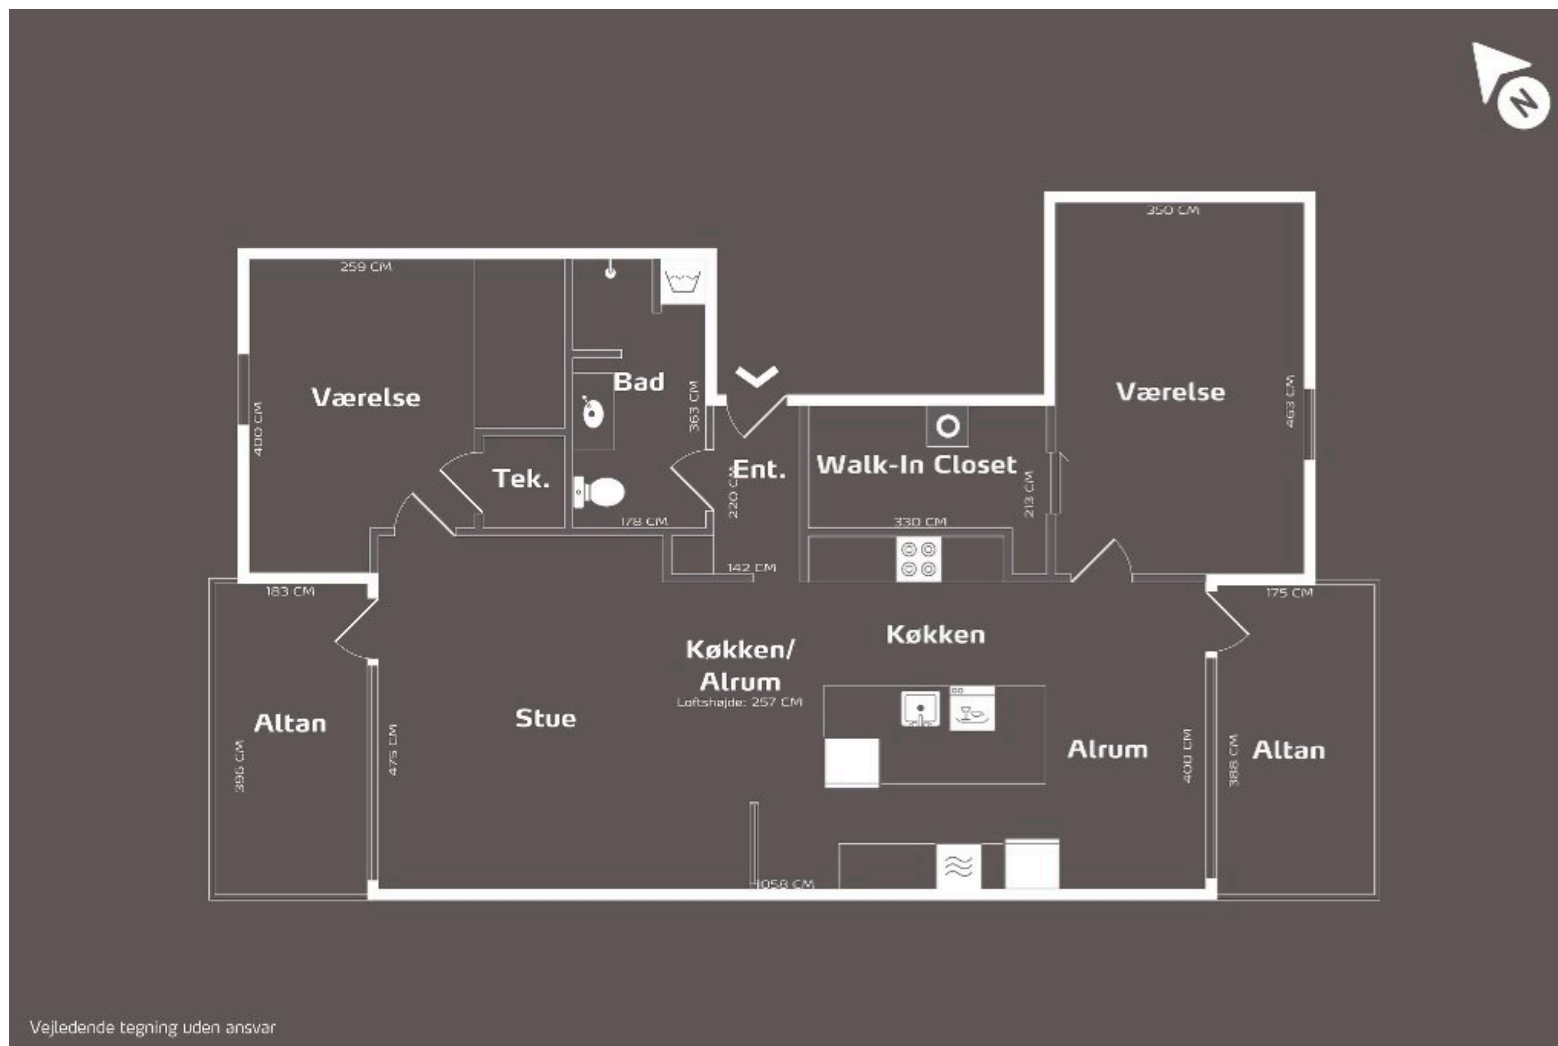 N
350 CM
259 CM
Værelse
400 CM
Bad
363 CM
Tek.
178 CM
Ent.
220 CM
142 CM
Walk-In Closet
330 CM
213 CM
Værelse
463 CM
183 CM
Altan
396 CM
Stue
475 CM
Køkken/
Alrum
Loftshøjde: 257 CM
Køkken
Alrum
400 CM
175 CM
Altan
388 CM
1058 CM
Vejledende tegning uden ansvar